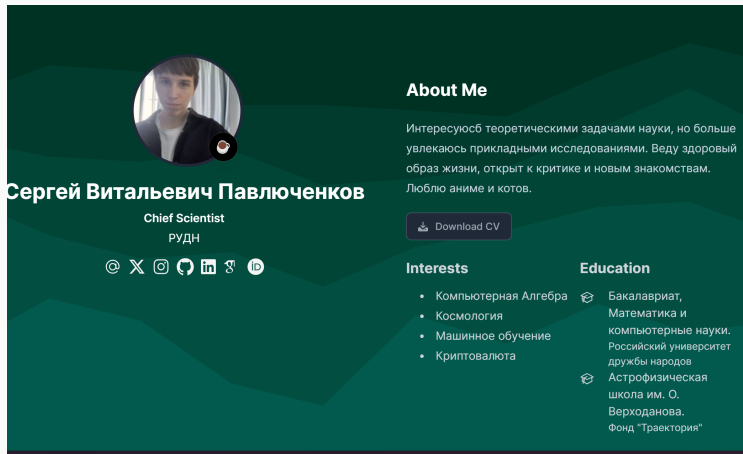 Сергей Витальевич Павлюченков
Chief Scientist
РУДН
About Me
Интересуюсб теоретическими задачами науки, но больше
увлекаюсь прикладными исследованиями. Веду здоровый
образ жизни, открыт к критике и новым знакомствам.
Люблю аниме и котов.
Download CV
Interests
Компьютерная Алгебра
Космология
Машинное обучение
Криптовалюта
Education
Бакалавриат,
Математика и
компьютерные науки.
Российский университет
дружбы народов
Астрофизическая
школа им. О.
Верходанова.
Фонд "Траектория"